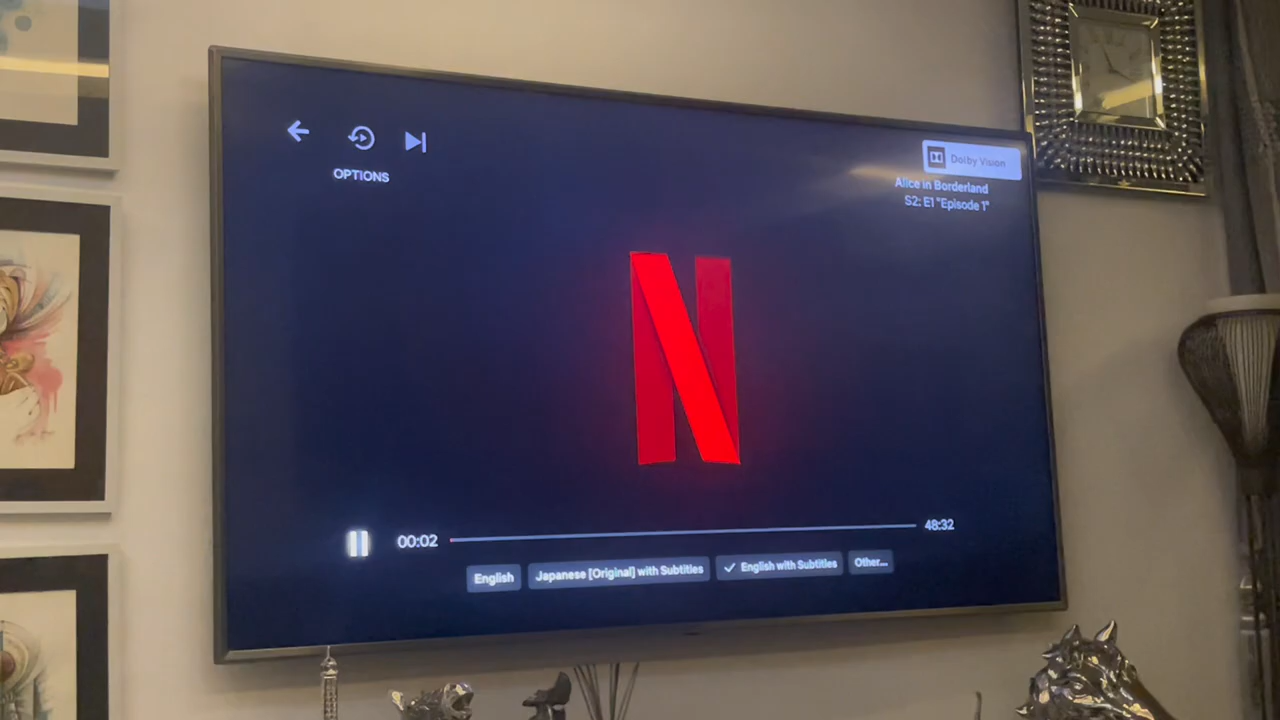 Dolby Vision
OPTIONS
Alice in Borderland
S2: E1 "Episode 1"
00:02
48:32
English
Japanese [Original] with Subtitles
English with Subtitles
Other...